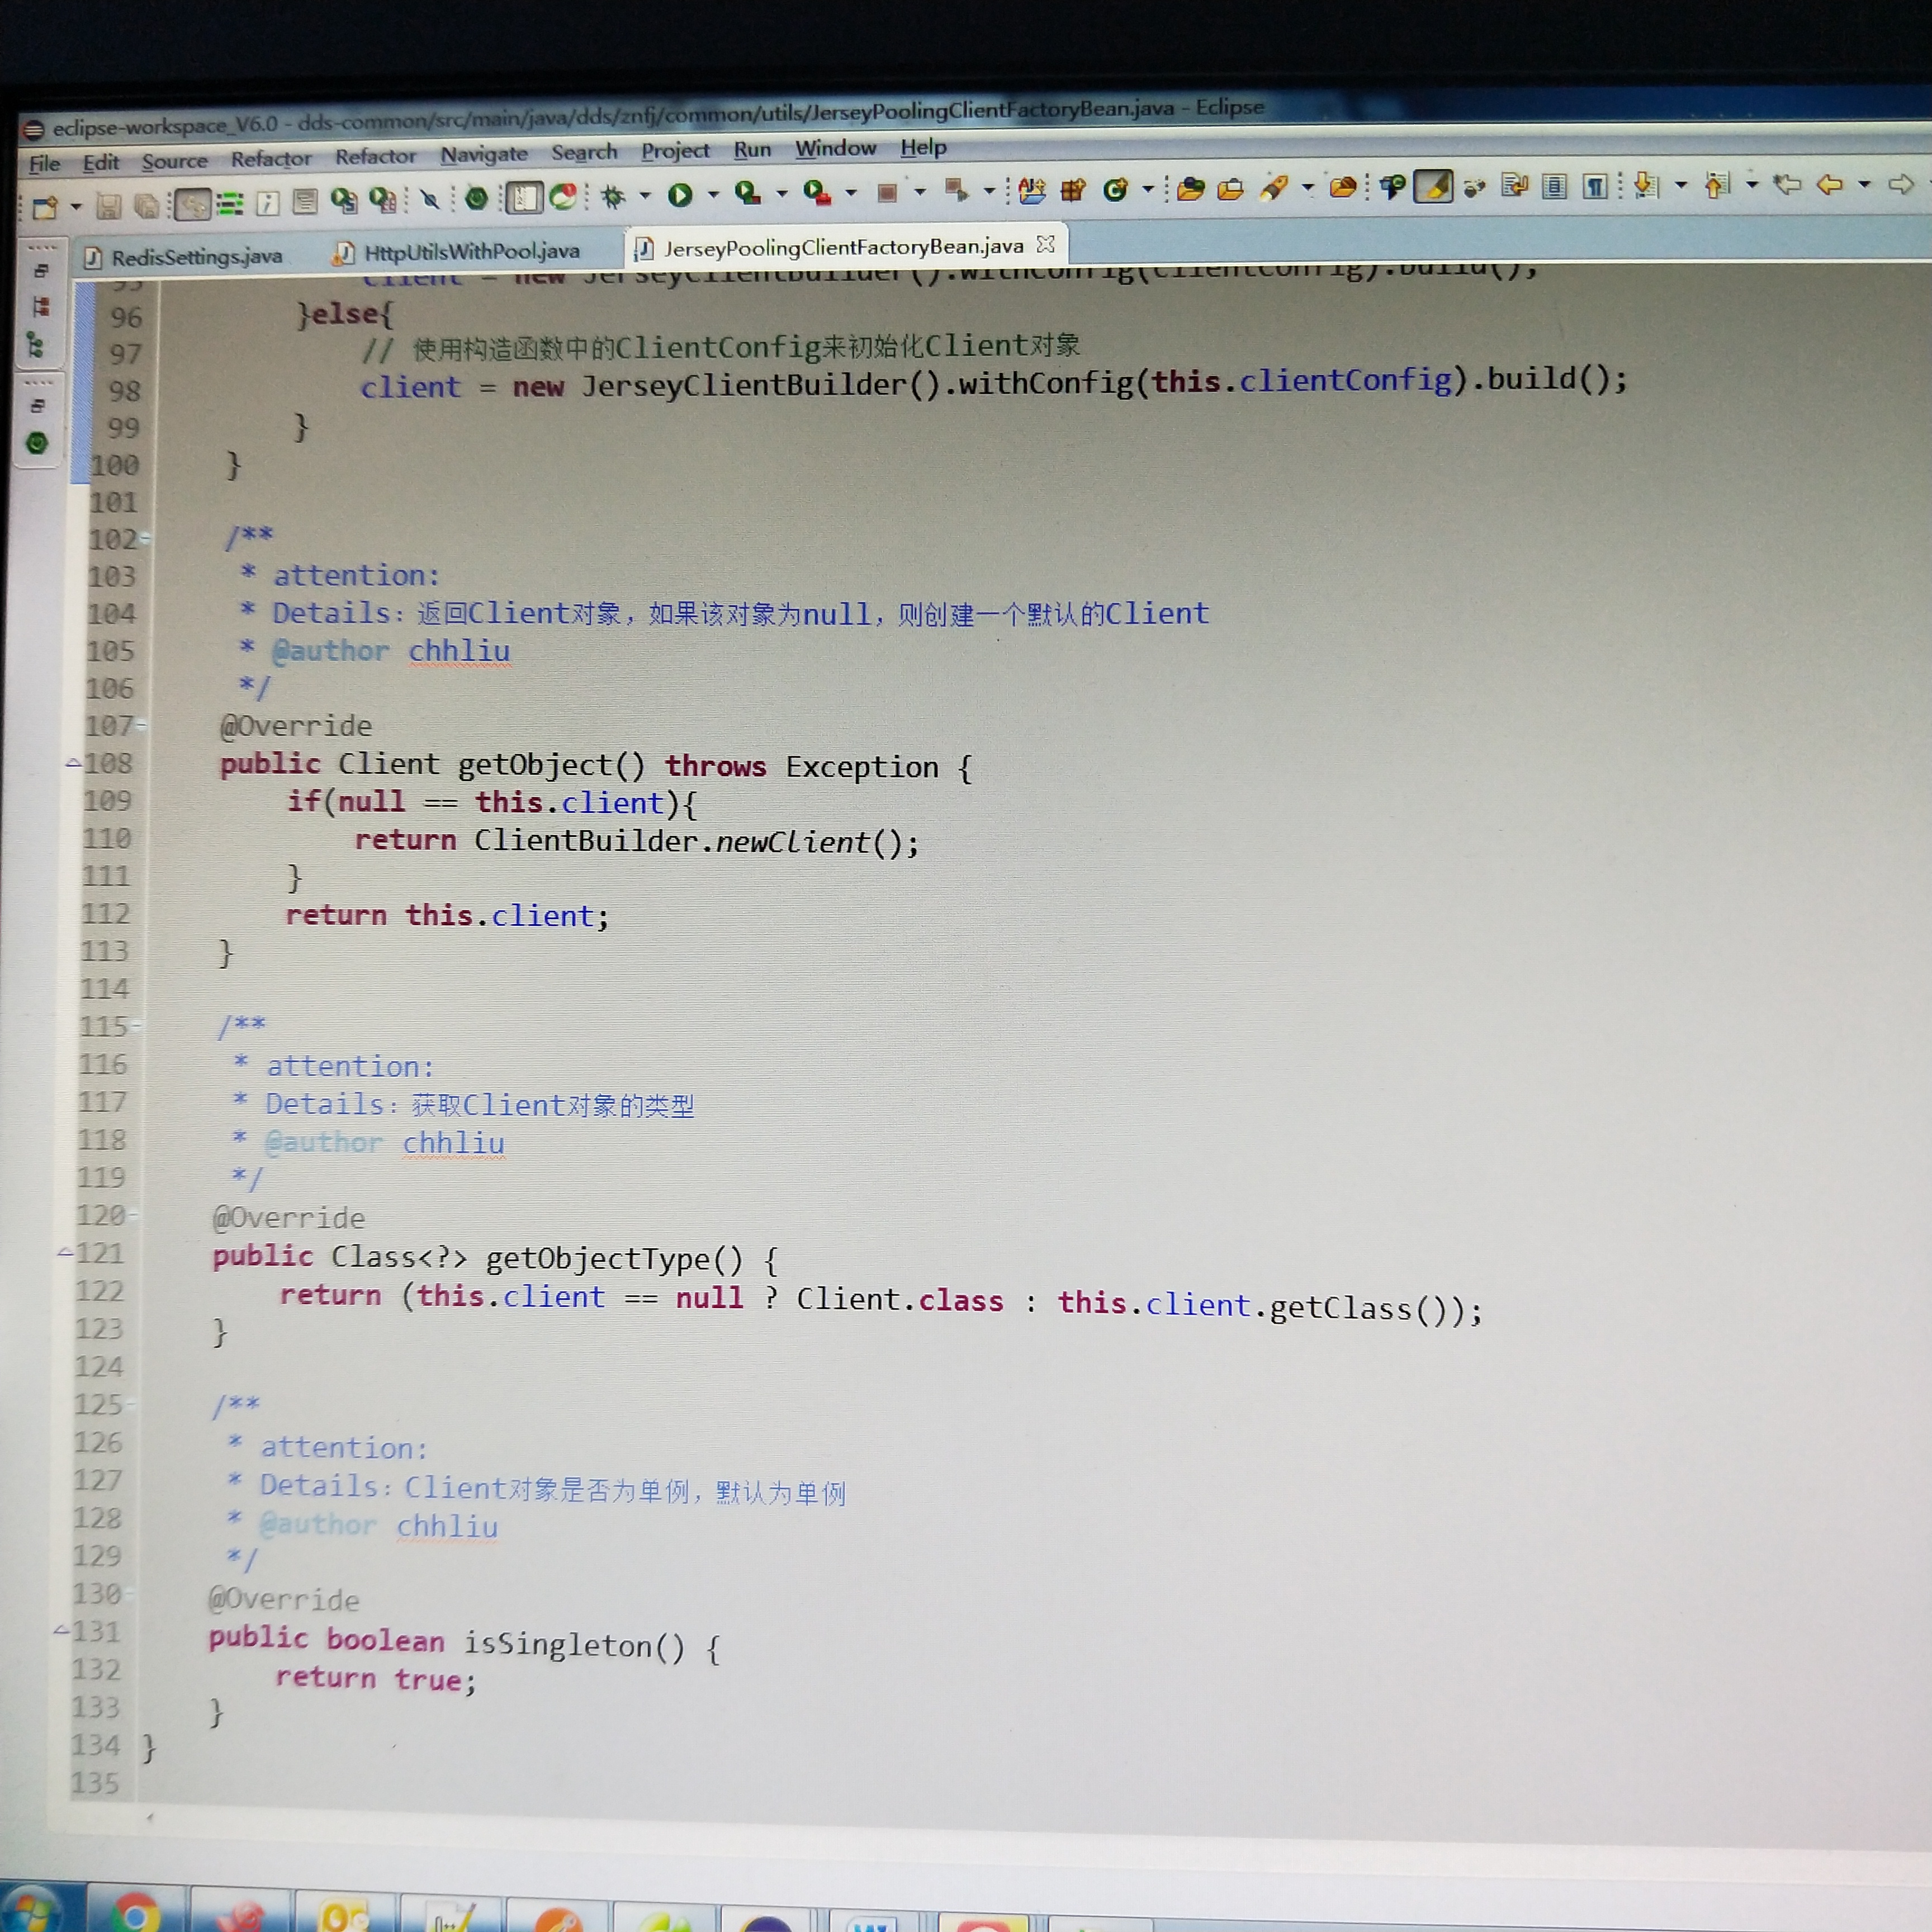 eclipse-workspace_V6.0 - dds-common/src/main/java/dds/znfj/common/utils/JerseyPoolingClientFactoryBean.java - Eclipse
File Edit Source Refactor Refactor Navigate Search Project Run Window Help
RedisSettings.java HttpUtilsWithPool.java JerseyPoolingClientFactoryBean.java
95 client = new JerseyClientBuilder().withConfig(clientConfig).build();
96 }else{
97 // 使用构造函数中的ClientConfig来初始化Client对象
98 client = new JerseyClientBuilder().withConfig(this.clientConfig).build();
99 }
100 }
101
102 /**
103 * attention:
104 * Details：返回Client对象，如果该对象为null，则创建一个默认的Client
105 * @author chhliu
106 */
107 @Override
108 public Client getObject() throws Exception {
109 if(null == this.client){
110 return ClientBuilder.newClient();
111 }
112 return this.client;
113 }
114
115 /**
116 * attention:
117 * Details：获取Client对象的类型
118 * @author chhliu
119 */
120 @Override
121 public Class<?> getObjectType() {
122 return (this.client == null ? Client.class : this.client.getClass());
123 }
124
125 /**
126 * attention:
127 * Details：Client对象是否为单例，默认为单例
128 * @author chhliu
129 */
130 @Override
131 public boolean isSingleton() {
132 return true;
133 }
134 }
135